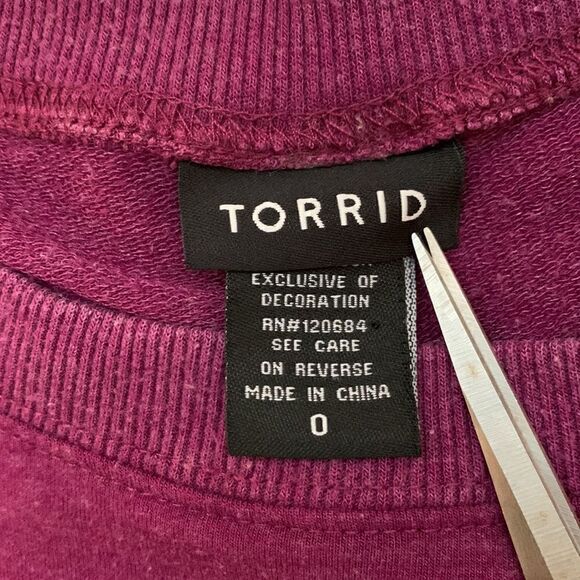 TORRID
EXCLUSIVE OF
DECORATION
RN#120684
SEE CARE
ON REVERSE
MADE IN CHINA
0